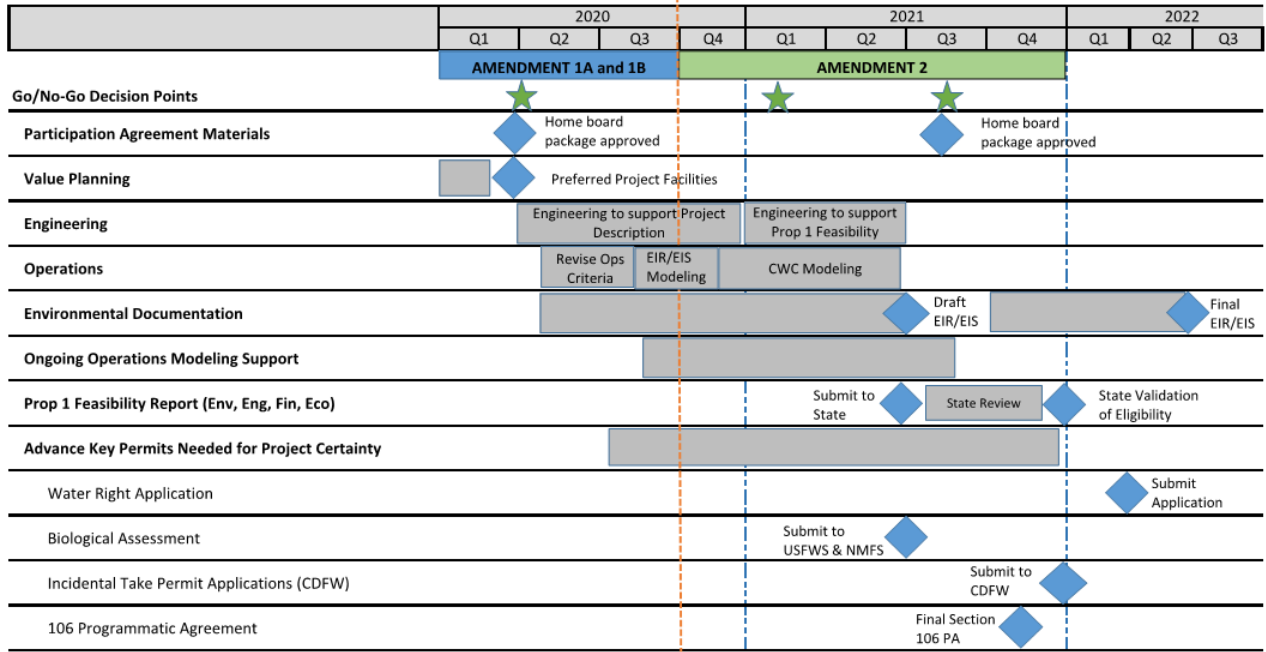 2020 2021 2022
Q1 Q2 Q3 Q4 Q1 Q2 Q3 Q4 Q1 Q2 Q3
AMENDMENT 1A and 1B AMENDMENT 2
Go/No-Go Decision Points
Participation Agreement Materials
Home board
package approved
Home board
package approved
Value Planning
Preferred Project Facilities
Engineering
Engineering to support Project
Description
Engineering to support
Prop 1 Feasibility
Operations
Revise Ops
Criteria
EIR/EIS
Modeling
CWC Modeling
Environmental Documentation
Draft
EIR/EIS
Final
EIR/EIS
Ongoing Operations Modeling Support
Prop 1 Feasibility Report (Env, Eng, Fin, Eco)
Submit to
State
State Review
State Validation
of Eligibility
Advance Key Permits Needed for Project Certainty
Water Right Application
Submit
Application
Biological Assessment
Submit to
USFWS & NMFS
Incidental Take Permit Applications (CDFW)
Submit to
CDFW
106 Programmatic Agreement
Final Section
106 PA